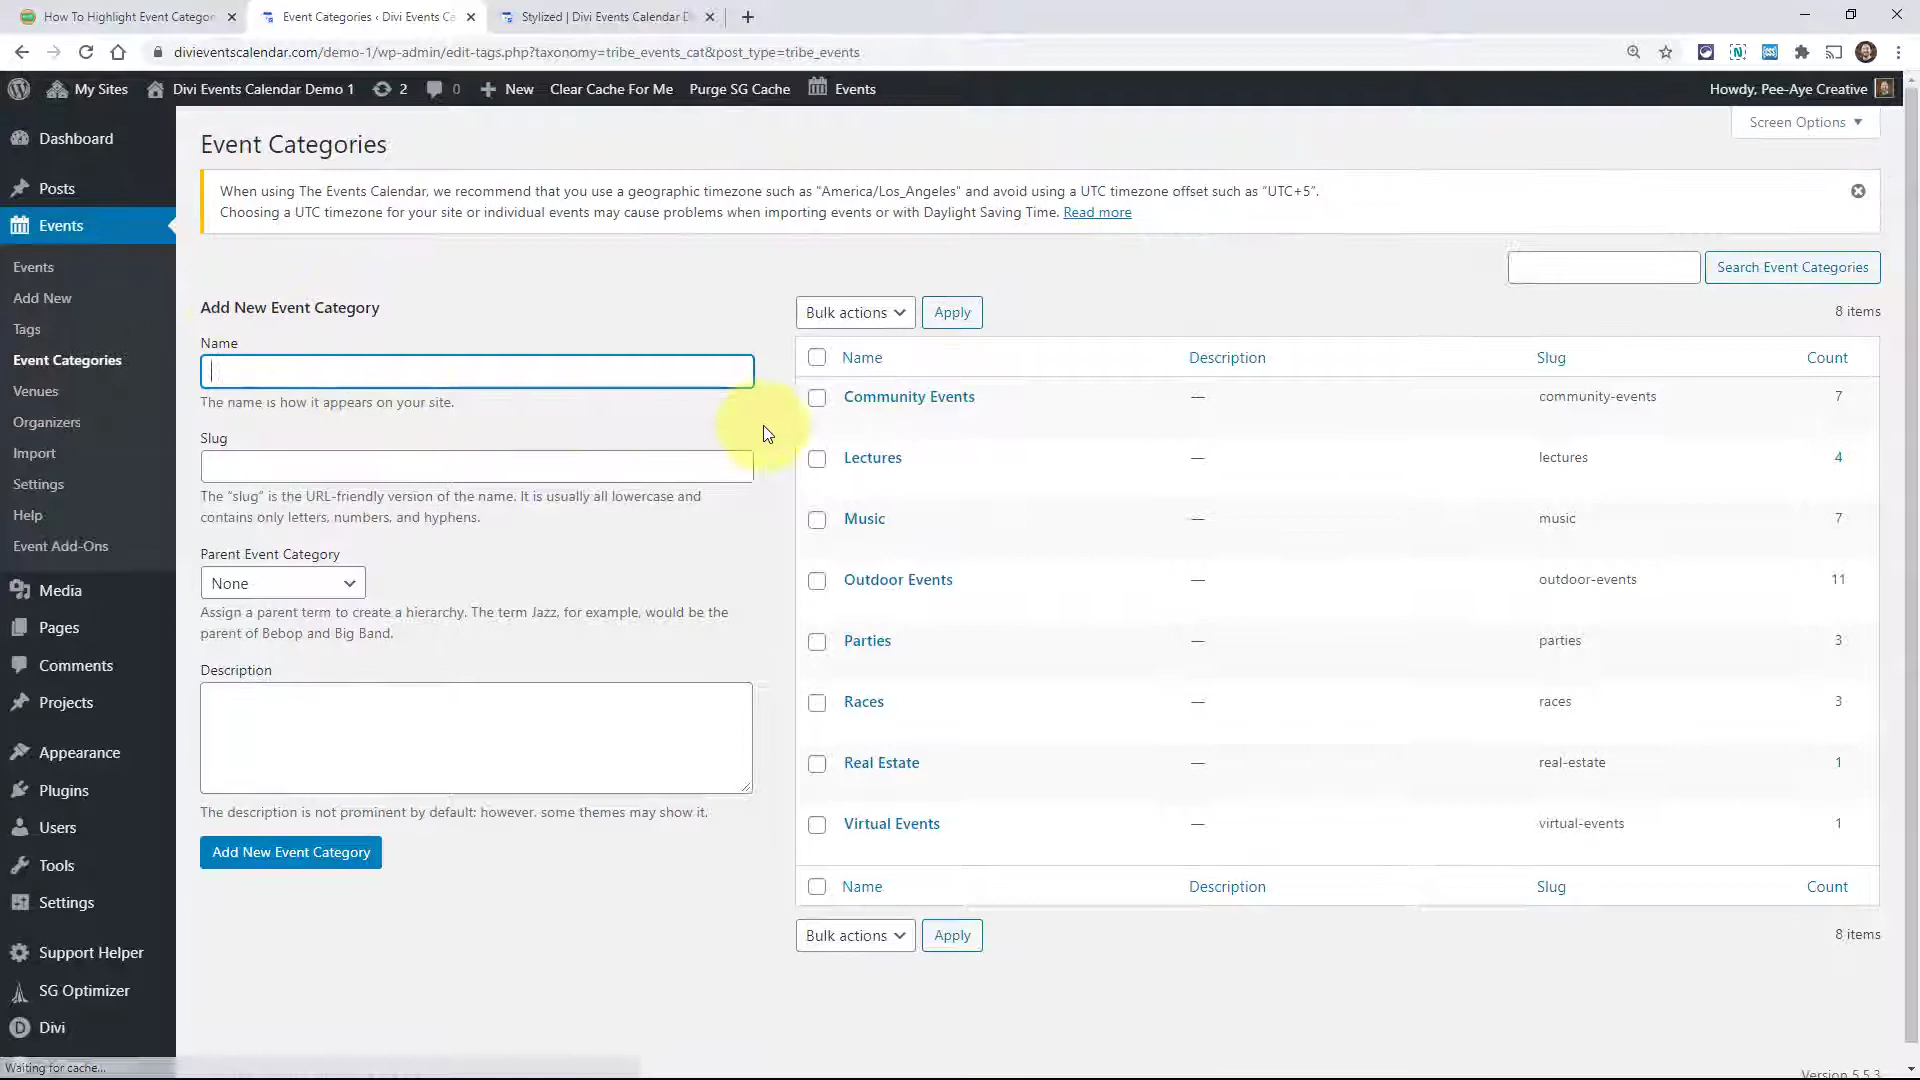 How To Highlight Event Categor
Event Categories ‹ Divi Events Ca
Stylized | Divi Events Calendar D
divieventscalendar.com/demo-1/wp-admin/edit-tags.php?taxonomy=tribe_events_cat&post_type=tribe_events
My Sites
Divi Events Calendar Demo 1
2
0
New
Clear Cache For Me
Purge SG Cache
Events
Howdy, Pee-Aye Creative
Dashboard
Posts
Events
Events
Add New
Tags
Event Categories
Venues
Organizers
Import
Settings
Help
Event Add-Ons
Media
Pages
Comments
Projects
Appearance
Plugins
Users
Tools
Settings
Support Helper
SG Optimizer
Divi
Waiting for cache...
Screen Options
Event Categories
When using The Events Calendar, we recommend that you use a geographic timezone such as "America/Los_Angeles" and avoid using a UTC timezone offset such as "UTC+5".
Choosing a UTC timezone for your site or individual events may cause problems when importing events or with Daylight Saving Time. Read more
Search Event Categories
Add New Event Category
Name
The name is how it appears on your site.
Slug
The "slug" is the URL-friendly version of the name. It is usually all lowercase and
contains only letters, numbers, and hyphens.
Parent Event Category
None
Assign a parent term to create a hierarchy. The term Jazz, for example, would be the
parent of Bebop and Big Band.
Description
The description is not prominent by default; however, some themes may show it.
Add New Event Category
Bulk actions Apply 8 items
Name Description Slug Count
Community Events — community-events 7
Lectures — lectures 4
Music — music 7
Outdoor Events — outdoor-events 11
Parties — parties 3
Races — races 3
Real Estate — real-estate 1
Virtual Events — virtual-events 1
Name Description Slug Count
Bulk actions Apply 8 items
Version 5.5.3